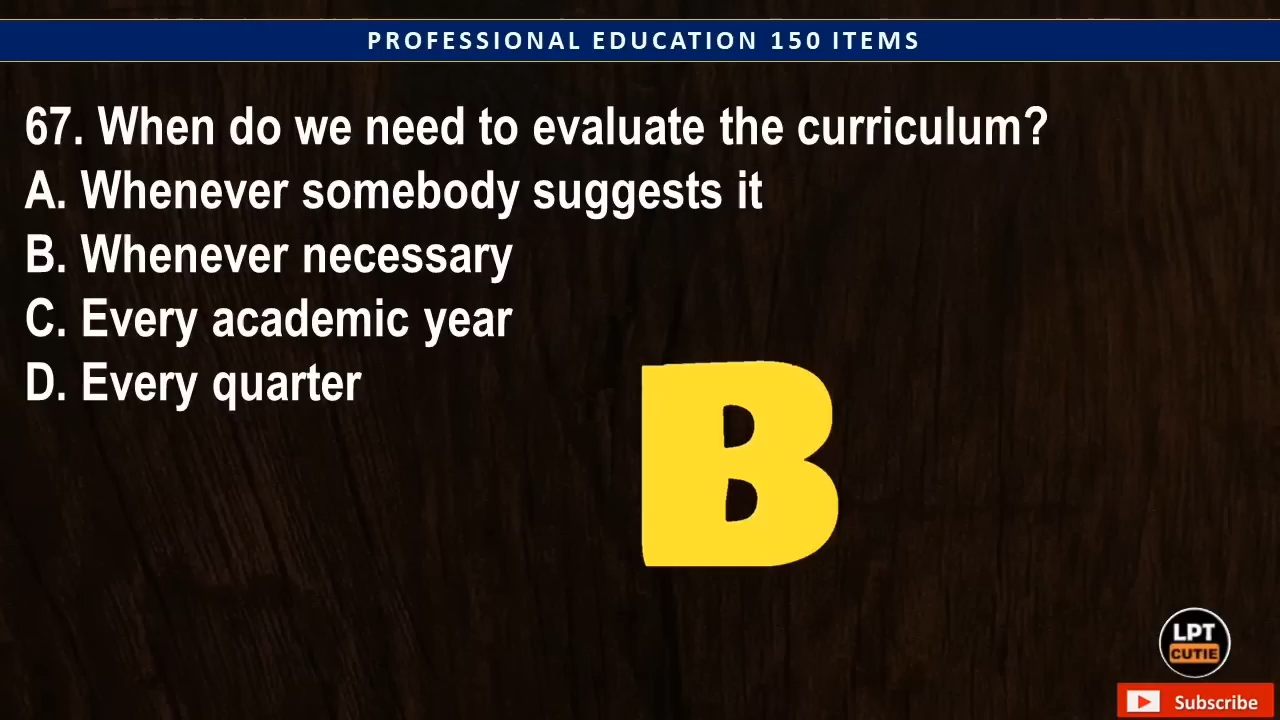 PROFESSIONAL EDUCATION 150 ITEMS
67. When do we need to evaluate the curriculum?
A. Whenever somebody suggests it
B. Whenever necessary
C. Every academic year
D. Every quarter
B
LPT
CUTIE
Subscribe